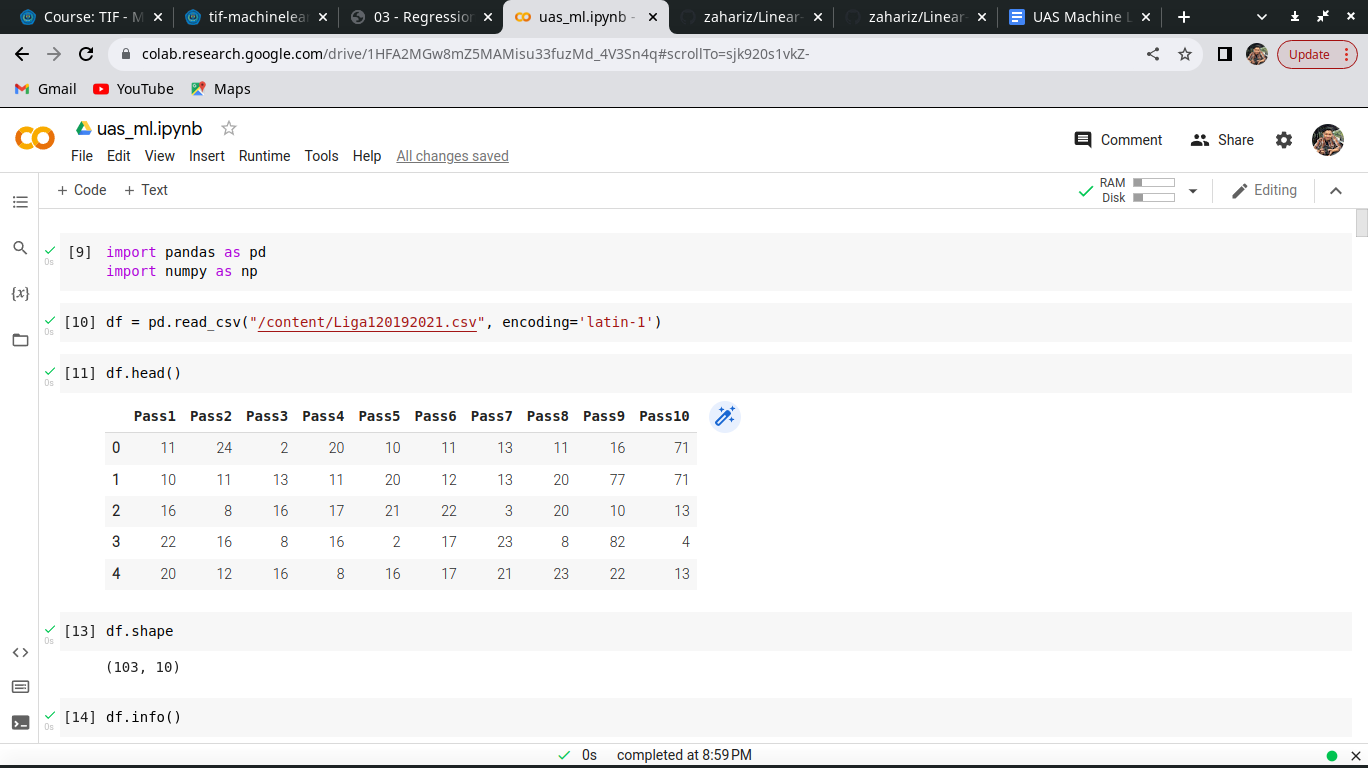 Course: TIF - M
tif-machinelear
03 - Regression
uas_ml.ipynb -
zahariz/Linear-
zahariz/Linear-
UAS Machine L
colab.research.google.com/drive/1HFA2MGw8mZ5MAMisu33fuzMd_4V3Sn4q#scrollTo=sjk920s1vkZ-
Update
Gmail
YouTube
Maps
uas_ml.ipynb
Comment
Share
File Edit View Insert Runtime Tools Help All changes saved
+ Code + Text
RAM
Disk
Editing
[9] import pandas as pd
0s
import numpy as np
{x}
[10] df = pd.read_csv("/content/Liga120192021.csv", encoding='latin-1')
0s
[11] df.head()
0s
Pass1 Pass2 Pass3 Pass4 Pass5 Pass6 Pass7 Pass8 Pass9 Pass10
0 11 24 2 20 10 11 13 11 16 71
1 10 11 13 11 20 12 13 20 77 71
2 16 8 16 17 21 22 3 20 10 13
3 22 16 8 16 2 17 23 8 82 4
4 20 12 16 8 16 17 21 23 22 13
[13] df.shape
0s
(103, 10)
[14] df.info()
0s
0s completed at 8:59 PM